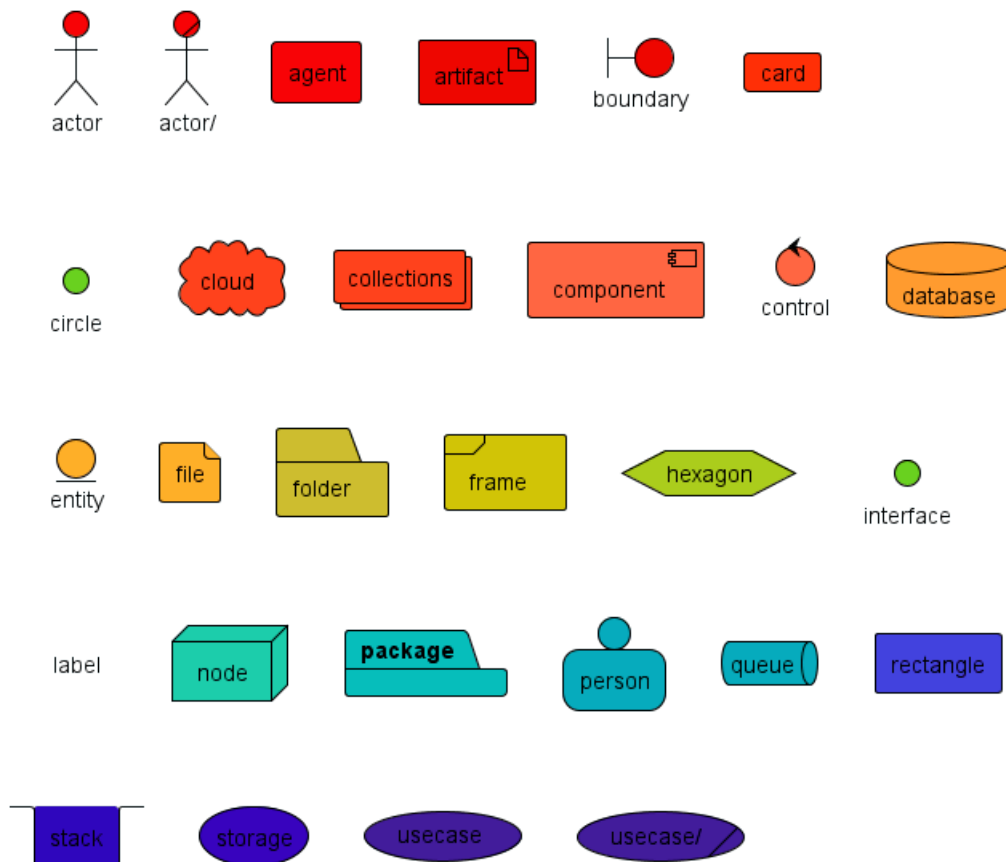 actor
actor/
agent
artifact
boundary
card
circle
cloud
collections
component
control
database
entity
file
folder
frame
hexagon
interface
label
node
package
person
queue
rectangle
stack
storage
usecase
usecase/